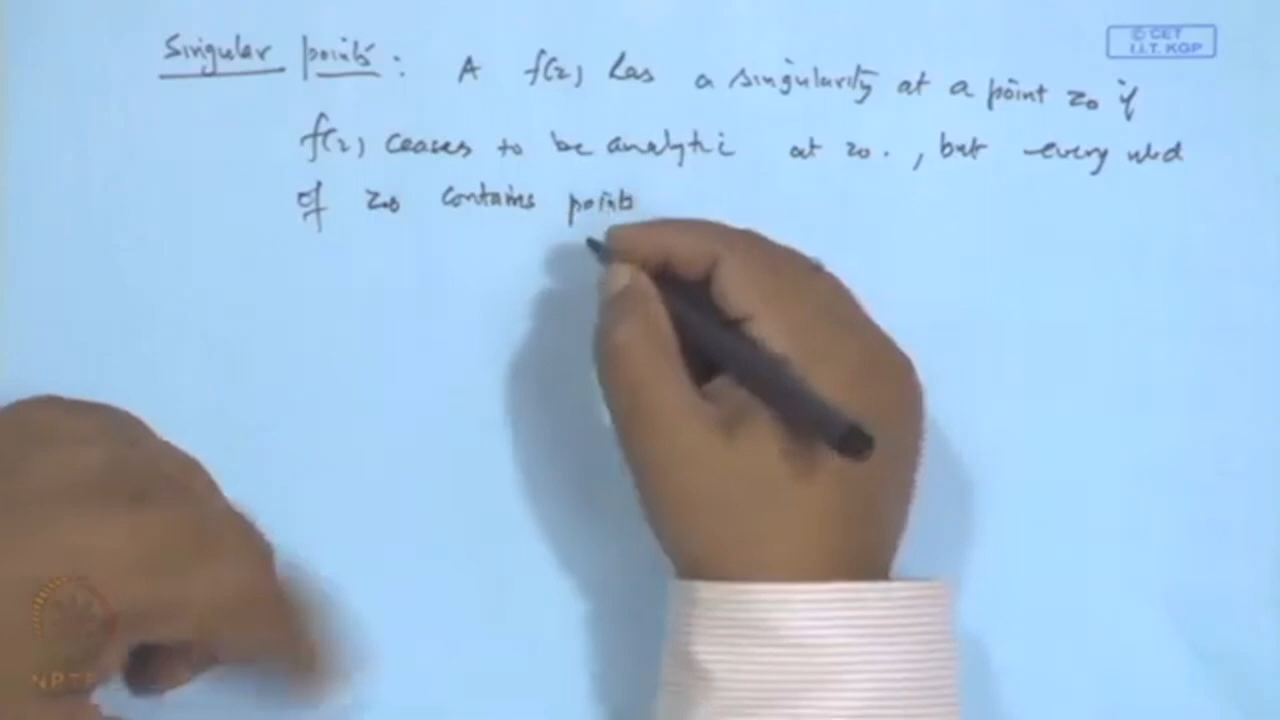 © CET
I.I.T. KGP
Singular points : A f(z) has a singularity at a point z0 if
f(z) ceases to be analytic at z0. , but every nbd
of z0 contains points
NPTEL